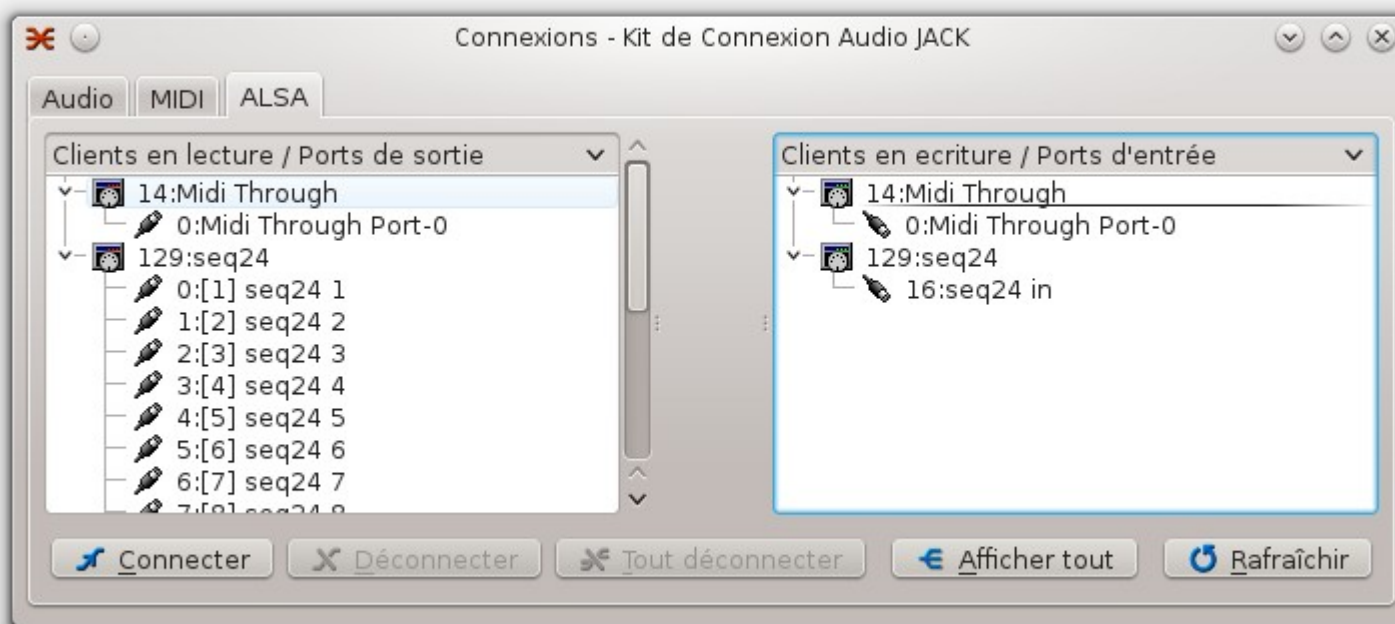 Connexions - Kit de Connexion Audio JACK
Audio MIDI ALSA
Clients en lecture / Ports de sortie
14:Midi Through
0:Midi Through Port-0
129:seq24
0:[1] seq24 1
1:[2] seq24 2
2:[3] seq24 3
3:[4] seq24 4
4:[5] seq24 5
5:[6] seq24 6
6:[7] seq24 7
7:[8] seq24 8
Clients en ecriture / Ports d'entrée
14:Midi Through
0:Midi Through Port-0
129:seq24
16:seq24 in
Connecter Déconnecter Tout déconnecter Afficher tout Rafraîchir